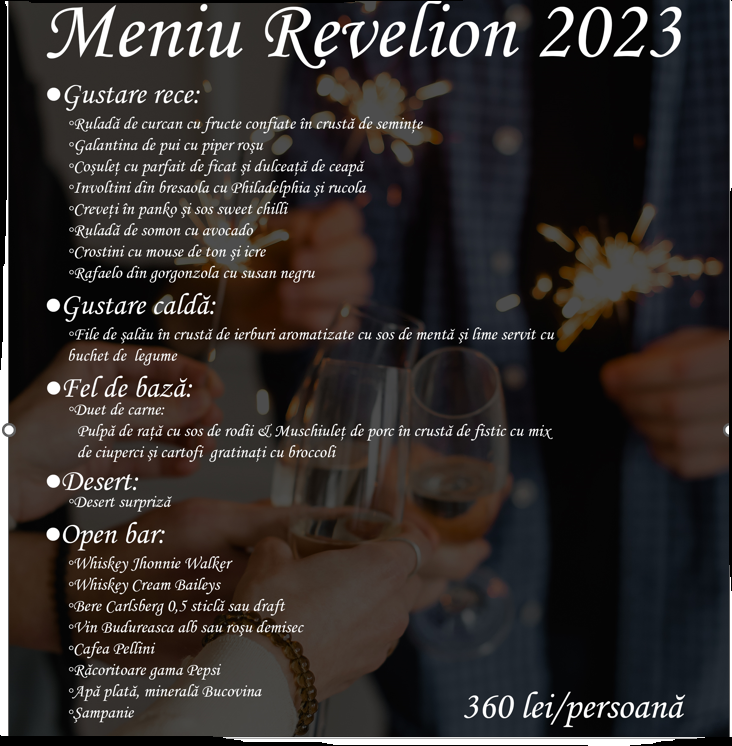 Meniu Revelion 2023
●Gustare rece:
◦Ruladă de curcan cu fructe confiate în crustă de semințe
◦Galantina de pui cu piper roșu
◦Coșuleț cu parfait de ficat și dulceață de ceapă
◦Involtini din bresaola cu Philadelphia și rucola
◦Creveți în panko și sos sweet chilli
◦Ruladă de somon cu avocado
◦Crostini cu mouse de ton și icre
◦Rafaelo din gorgonzola cu susan negru
●Gustare caldă:
◦File de șalău în crustă de ierburi aromatizate cu sos de mentă și lime servit cu
buchet de legume
●Fel de bază:
◦Duet de carne:
Pulpă de rață cu sos de rodii & Muschiuleț de porc în crustă de fistic cu mix
de ciuperci și cartofi gratinați cu broccoli
●Desert:
◦Desert surpriză
●Open bar:
◦Whiskey Jhonnie Walker
◦Whiskey Cream Baileys
◦Bere Carlsberg 0,5 sticlă sau draft
◦Vin Budureasca alb sau roșu demisec
◦Cafea Pellini
◦Răcoritoare gama Pepsi
◦Apă plată, minerală Bucovina
◦Șampanie
360 lei/persoană